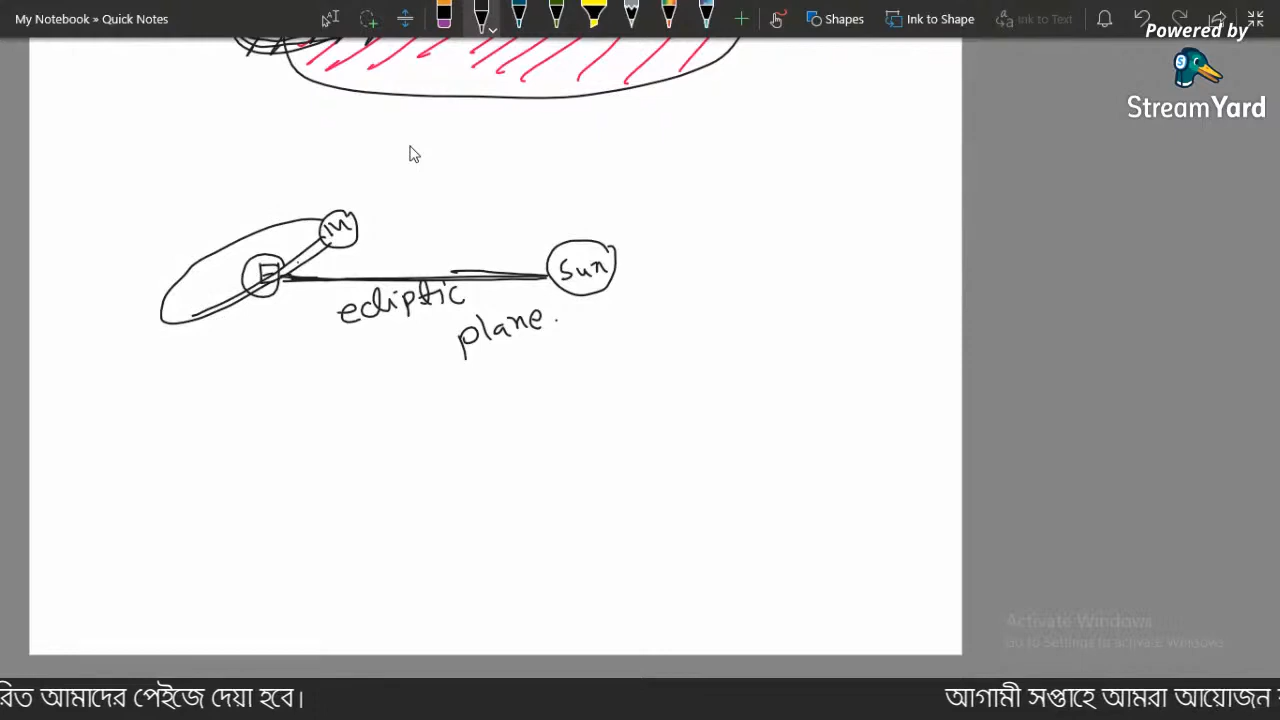 My Notebook » Quick Notes
Shapes
Ink to Shape
Ink to Text
Powered by
StreamYard
M
E
Sun
ecliptic
plane.
Activate Windows
Go to Settings to activate Windows.
রিত আমাদের পেইজে দেয়া হবে। আগামী সপ্তাহে আমরা আয়োজন